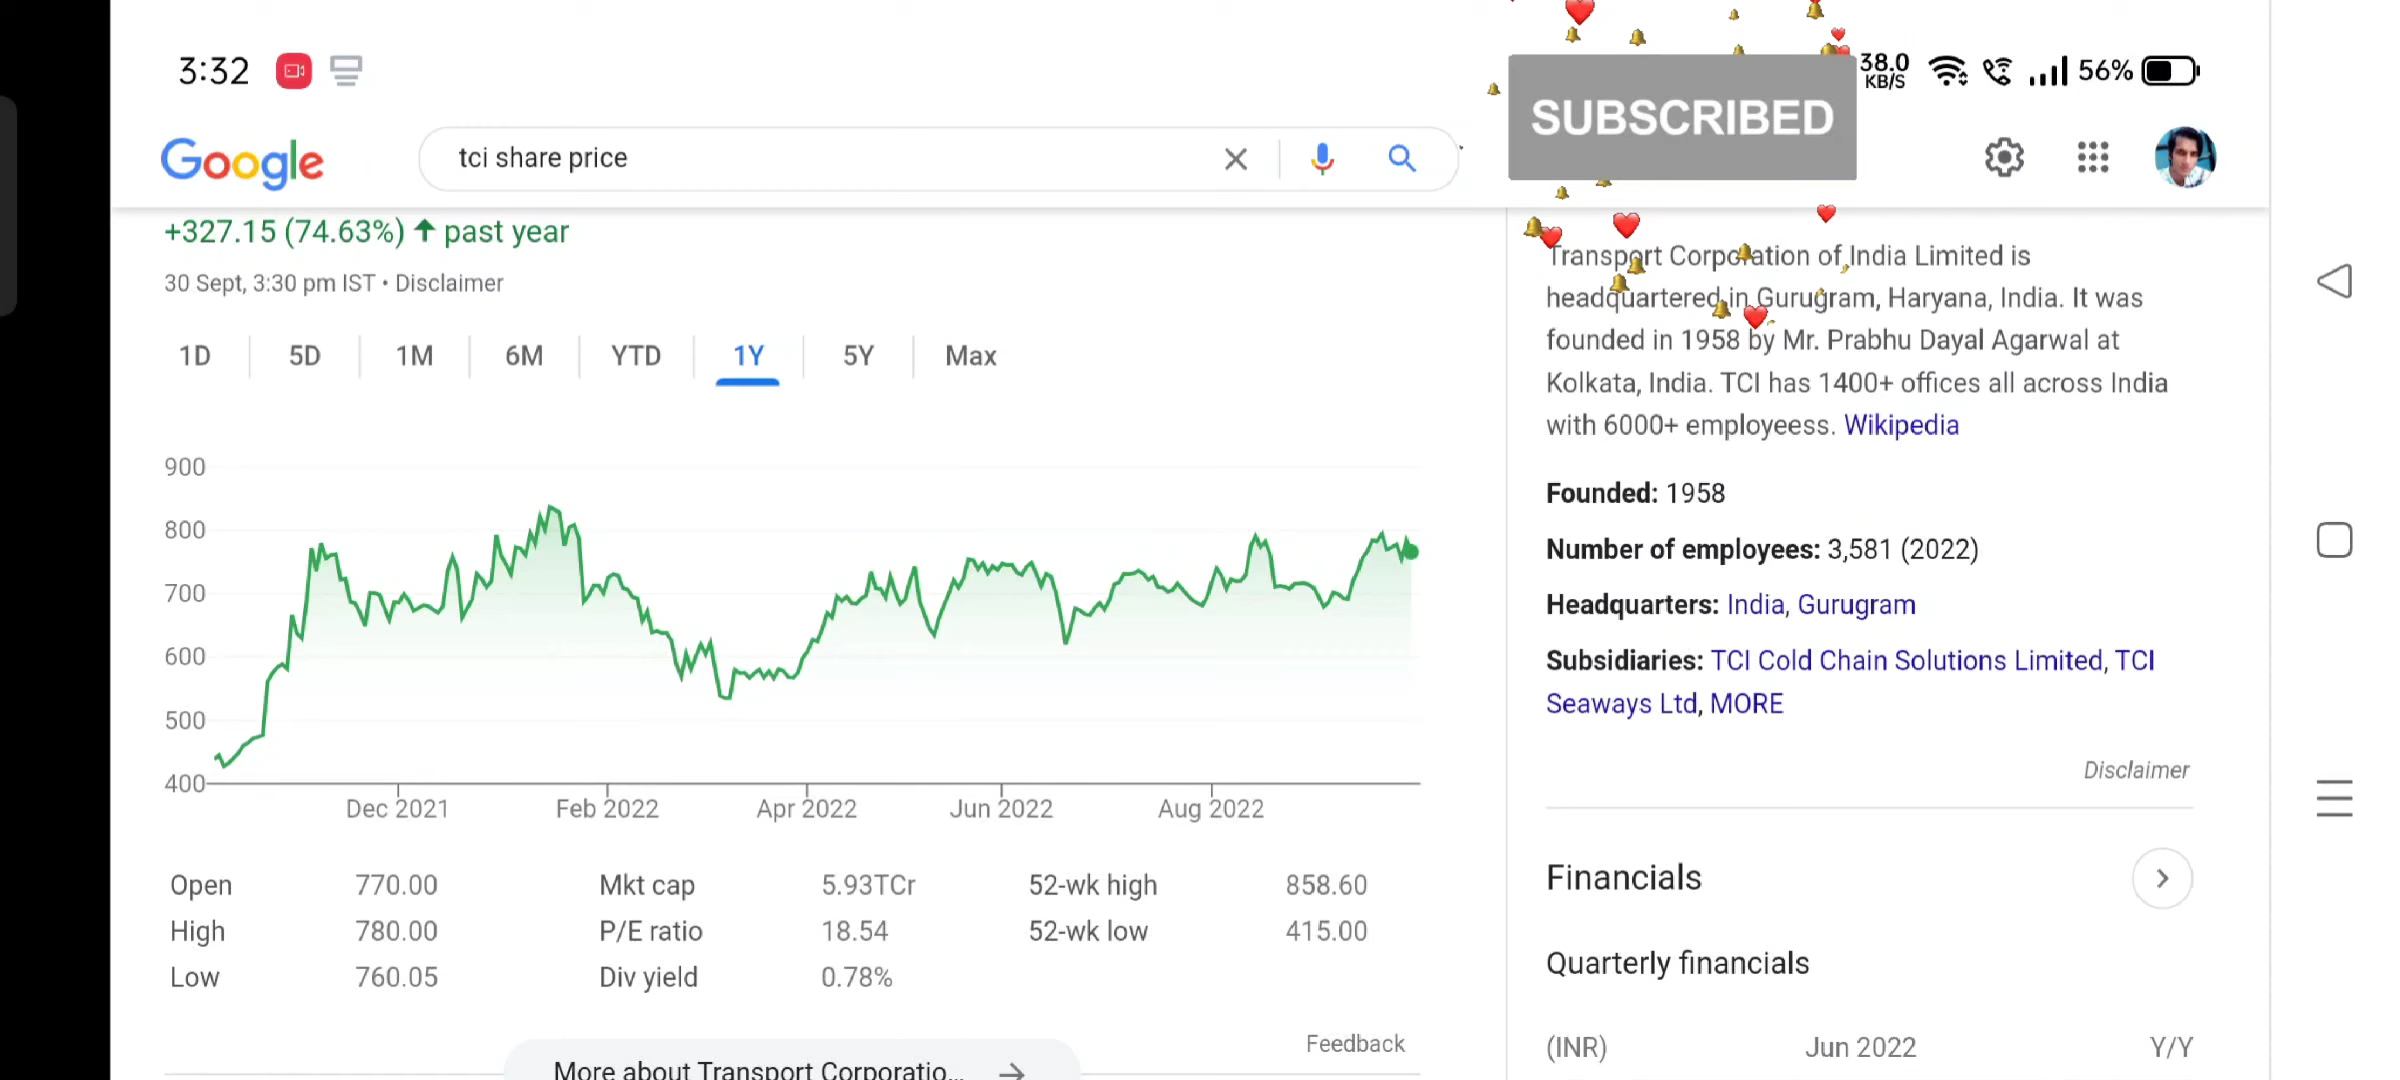 3:32
38.0
KB/S
56%
SUBSCRIBED
Google
tci share price
+327.15 (74.63%) ↑ past year
30 Sept, 3:30 pm IST • Disclaimer
1D 5D 1M 6M YTD 1Y 5Y Max
900
800
700
600
500
400
Dec 2021 Feb 2022 Apr 2022 Jun 2022 Aug 2022
Open 770.00 Mkt cap 5.93TCr 52-wk high 858.60
High 780.00 P/E ratio 18.54 52-wk low 415.00
Low 760.05 Div yield 0.78%
Feedback
More about Transport Corporatio... →
Transport Corporation of India Limited is
headquartered in Gurugram, Haryana, India. It was
founded in 1958 by Mr. Prabhu Dayal Agarwal at
Kolkata, India. TCI has 1400+ offices all across India
with 6000+ employeess. Wikipedia
Founded: 1958
Number of employees: 3,581 (2022)
Headquarters: India, Gurugram
Subsidiaries: TCI Cold Chain Solutions Limited, TCI
Seaways Ltd, MORE
Disclaimer
Financials
Quarterly financials
(INR) Jun 2022 Y/Y